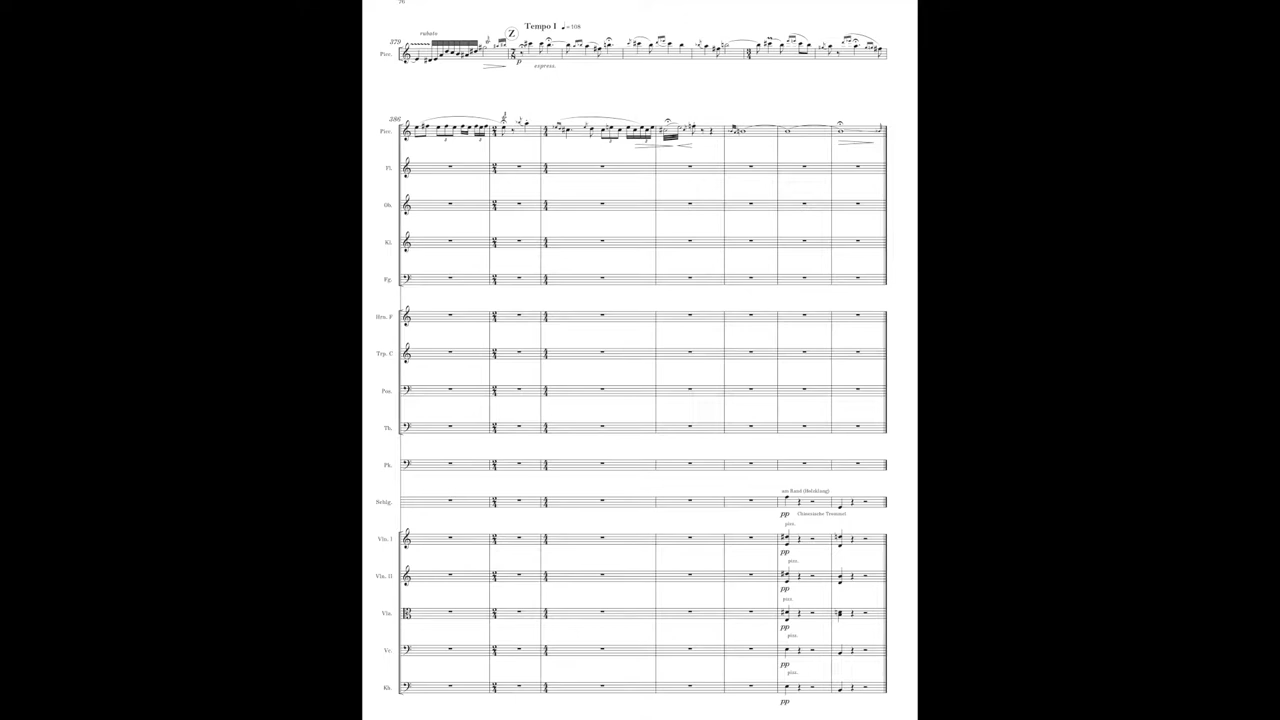 76
rubato
Z
Tempo I ♩=108
379
Picc.
p
espress.
386
Picc.
Fl.
Ob.
Kl.
Fg.
Hrn. F
Trp. C
Pos.
Tb.
Pk.
Schlg.
am Rand (Holzklang)
pp
Chinesische Trommel
pizz.
Vln. I
pp
pizz.
Vln. II
pp
pizz.
Vla.
pp
pizz.
Vc.
pp
pizz.
Kb.
pp